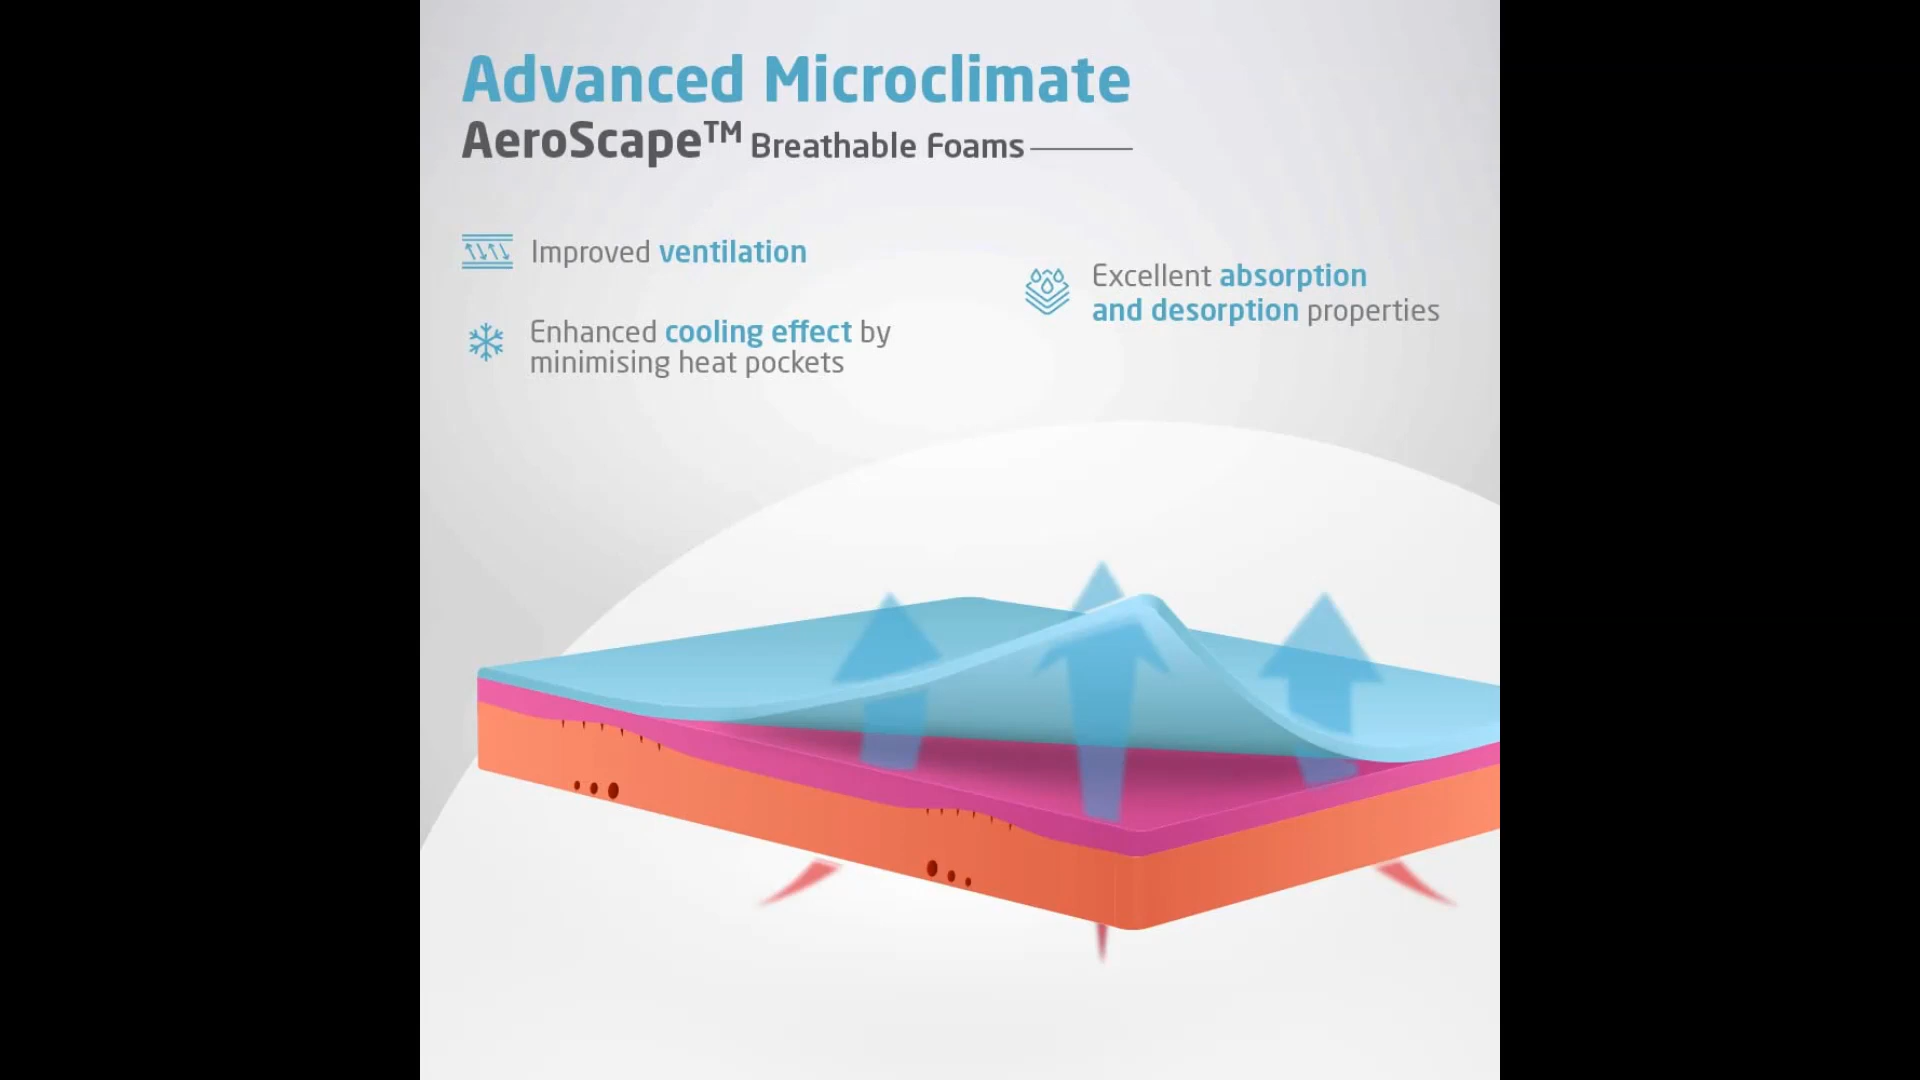 Advanced Microclimate
AeroScape™ Breathable Foams
Improved ventilation
Enhanced cooling effect by
minimising heat pockets
Excellent absorption
and desorption properties